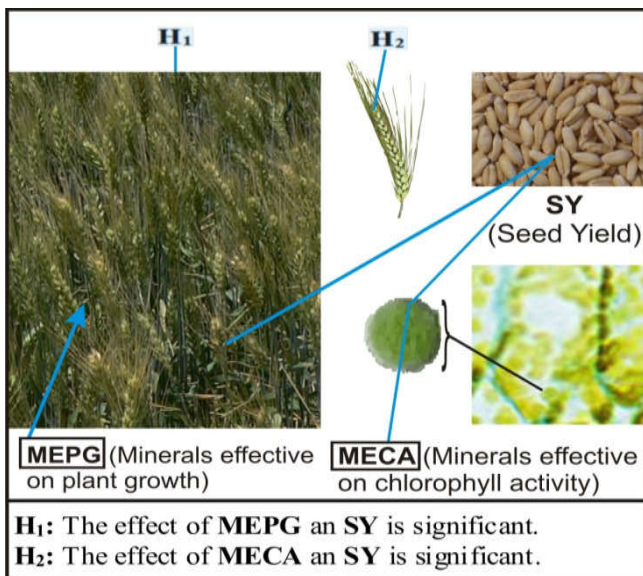 H₁
H₂
SY
(Seed Yield)
MEPG (Minerals effective
on plant growth)
MECA (Minerals effective
on chlorophyll activity)
H₁: The effect of MEPG an SY is significant.
H₂: The effect of MECA an SY is significant.